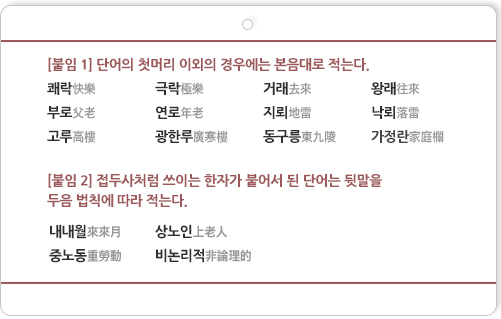 [붙임 1] 단어의 첫머리 이외의 경우에는 본음대로 적는다.
쾌락快樂 극락極樂 거래去來 왕래往來
부로父老 연로年老 지뢰地雷 낙뢰落雷
고루高樓 광한루廣寒樓 동구릉東九陵 가정란家庭欄
[붙임 2] 접두사처럼 쓰이는 한자가 붙어서 된 단어는 뒷말을
두음 법칙에 따라 적는다.
내내월來來月 상노인上老人
중노동重勞動 비논리적非論理的